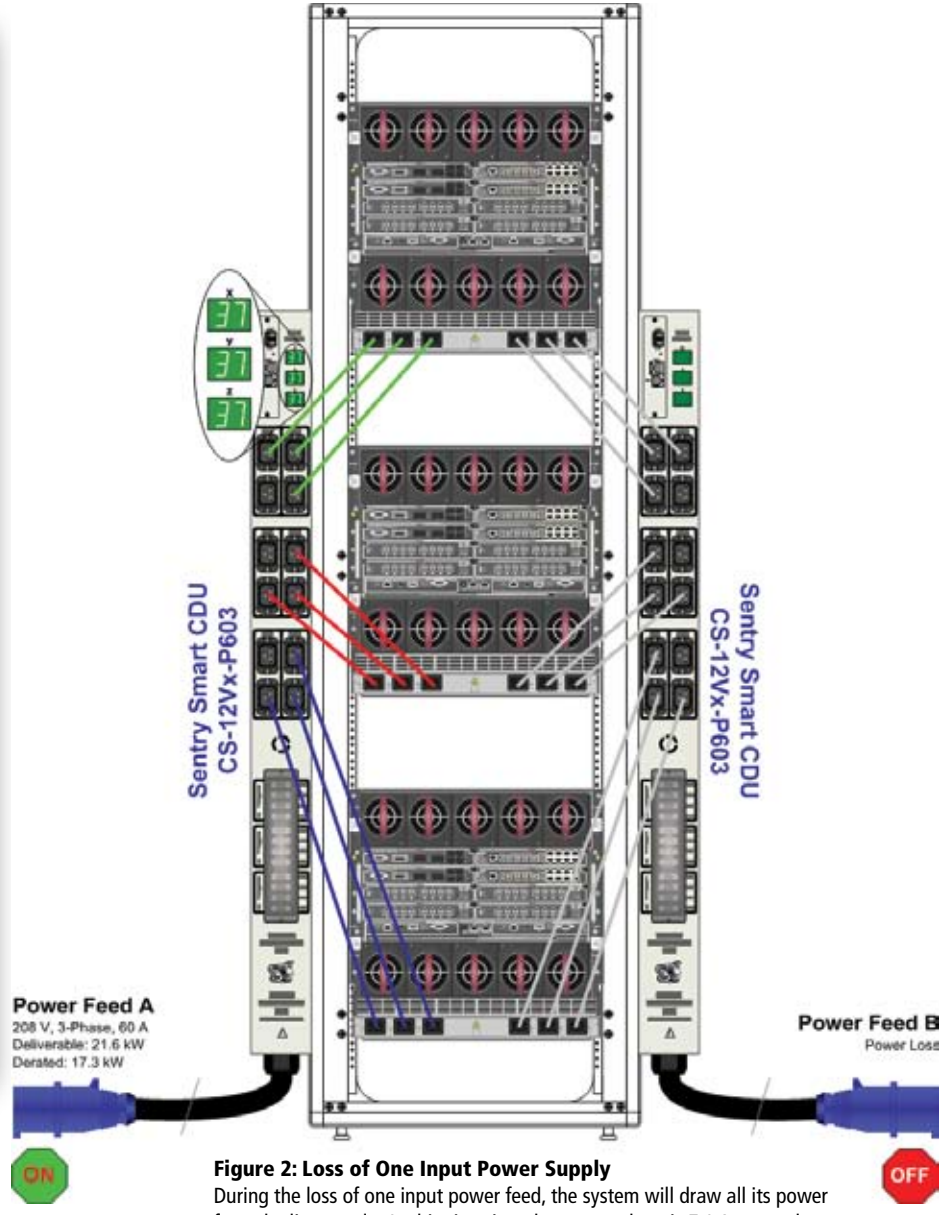 x
37
y
37
z
37
Sentry Smart CDU
CS-12Vx-P603
Sentry Smart CDU
CS-12Vx-P603
Power Feed A
208 V, 3-Phase, 60 A
Deliverable: 21.6 kW
Derated: 17.3 kW
Power Feed B
Power Loss
ON
OFF
Figure 2: Loss of One Input Power Supply
During the loss of one input power feed, the system will draw all its power